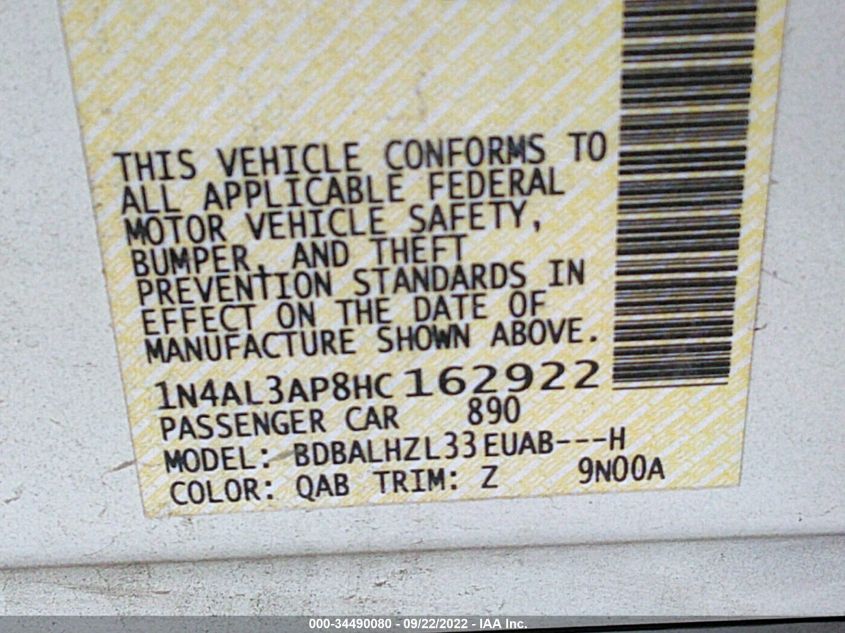 THIS VEHICLE CONFORMS TO
ALL APPLICABLE FEDERAL
MOTOR VEHICLE SAFETY,
BUMPER, AND THEFT
PREVENTION STANDARDS IN
EFFECT ON THE DATE OF
MANUFACTURE SHOWN ABOVE.
1N4AL3AP8HC162922
PASSENGER CAR 890
MODEL: BDBALHZL33EUAB---H
COLOR: QAB TRIM: Z 9N00A
000-34490080 - 09/22/2022 - IAA Inc.